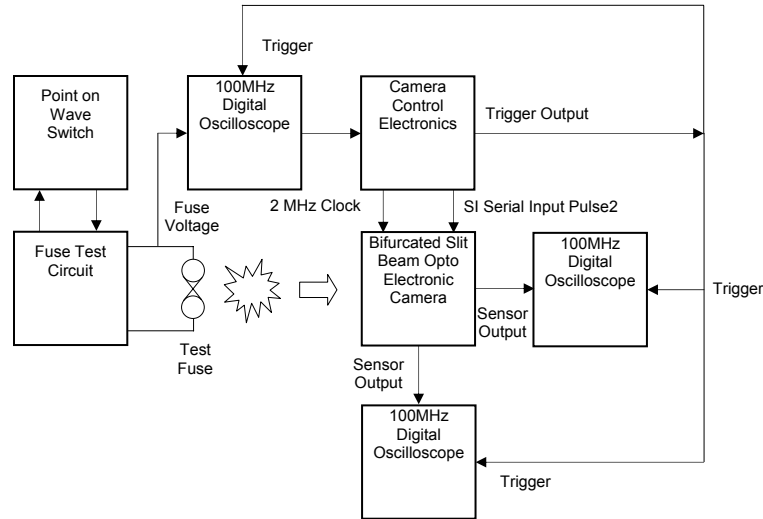 Trigger
Point on
Wave
Switch
100MHz
Digital
Oscilloscope
Camera
Control
Electronics
Trigger Output
Fuse
Voltage
2 MHz Clock
SI Serial Input Pulse2
Fuse Test
Circuit
Bifurcated Slit
Beam Opto
Electronic
Camera
100MHz
Digital
Oscilloscope
Trigger
Sensor
Output
Test
Fuse
Sensor
Output
100MHz
Digital
Oscilloscope
Trigger